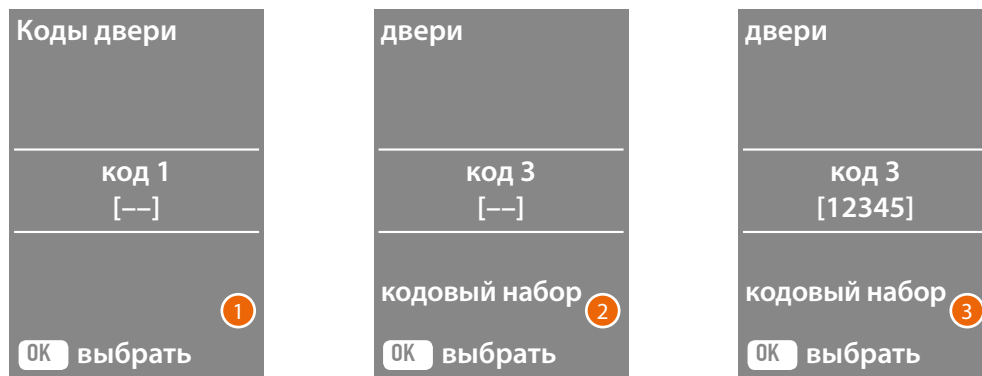 Коды двери
код 1
[––]
1
OK выбрать
двери
код 3
[––]
кодовый набор
2
OK выбрать
двери
код 3
[12345]
кодовый набор
3
OK выбрать